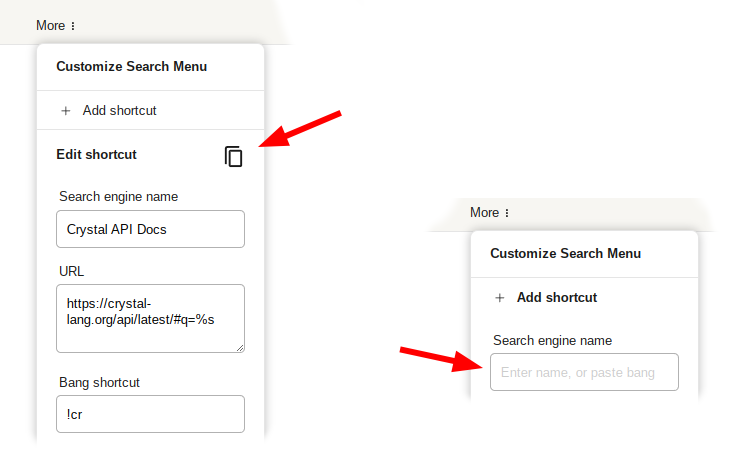 More
Customize Search Menu
+ Add shortcut
Edit shortcut
Search engine name
Crystal API Docs
URL
https://crystal-
lang.org/api/latest/#q=%s
Bang shortcut
!cr
More
Customize Search Menu
+ Add shortcut
Search engine name
Enter name, or paste bang